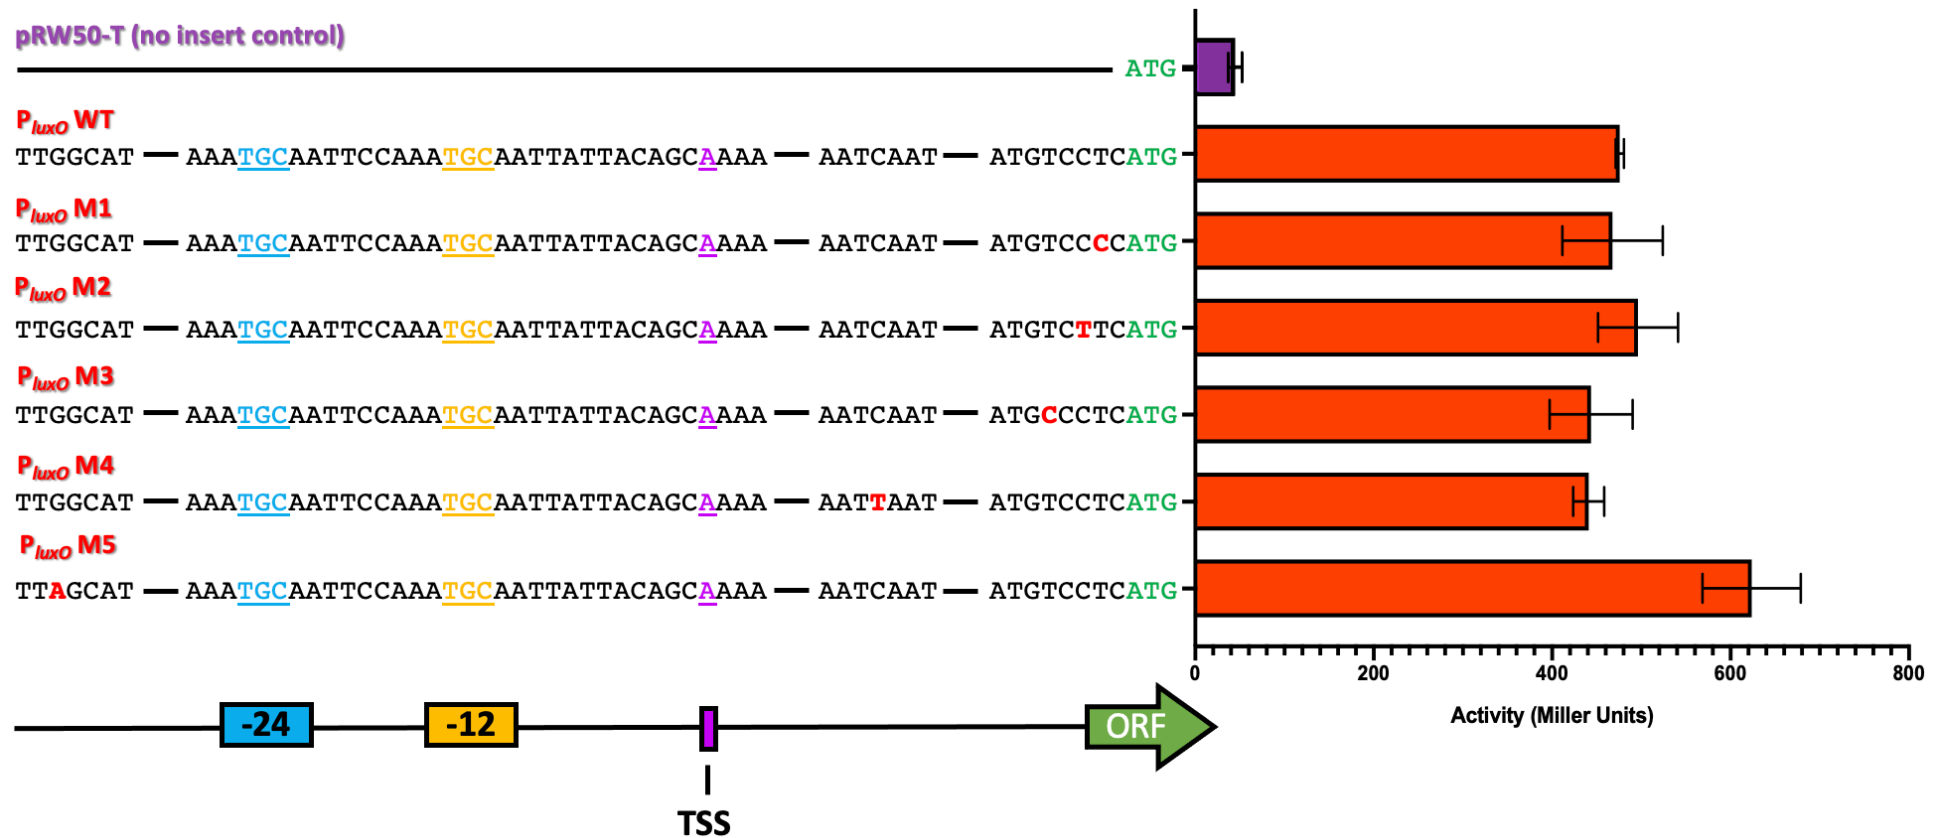 pRW50-T (no insert control)
ATG
PluxO WT
TTGGCAT — AAATGCAATTCCAAATGCAATTATTACAGCAAAA — AATCAAT — ATGTCCTCATG
PluxO M1
TTGGCAT — AAATGCAATTCCAAATGCAATTATTACAGCAAAA — AATCAAT — ATGTCCCCATG
PluxO M2
TTGGCAT — AAATGCAATTCCAAATGCAATTATTACAGCAAAA — AATCAAT — ATGTCTTCATG
PluxO M3
TTGGCAT — AAATGCAATTCCAAATGCAATTATTACAGCAAAA — AATCAAT — ATGCCCTCATG
PluxO M4
TTGGCAT — AAATGCAATTCCAAATGCAATTATTACAGCAAAA — AATTAAT — ATGTCCTCATG
PluxO M5
TTAGCAT — AAATGCAATTCCAAATGCAATTATTACAGCAAAA — AATCAAT — ATGTCCTCATG
0 200 400 600 800
Activity (Miller Units)
-24 -12 ORF
TSS